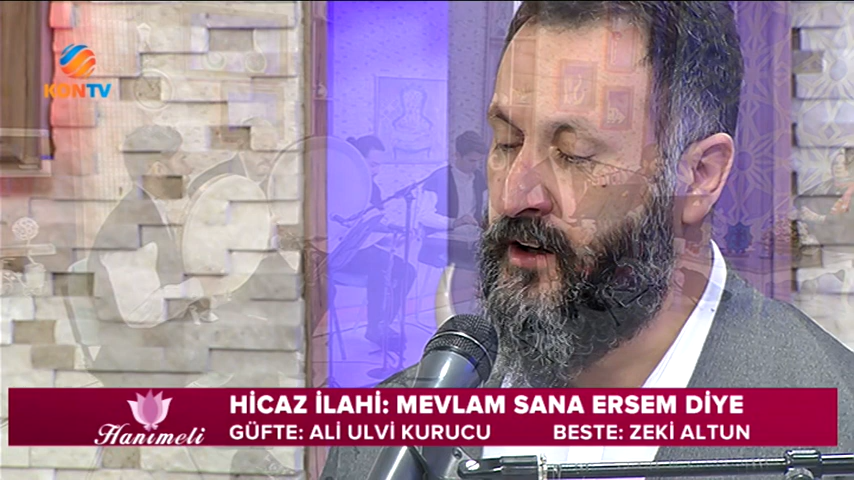 KONTV
HİCAZ İLAHİ: MEVLAM SANA ERSEM DİYE
Hanımeli
GÜFTE: ALİ ULVİ KURUCU BESTE: ZEKİ ALTUN